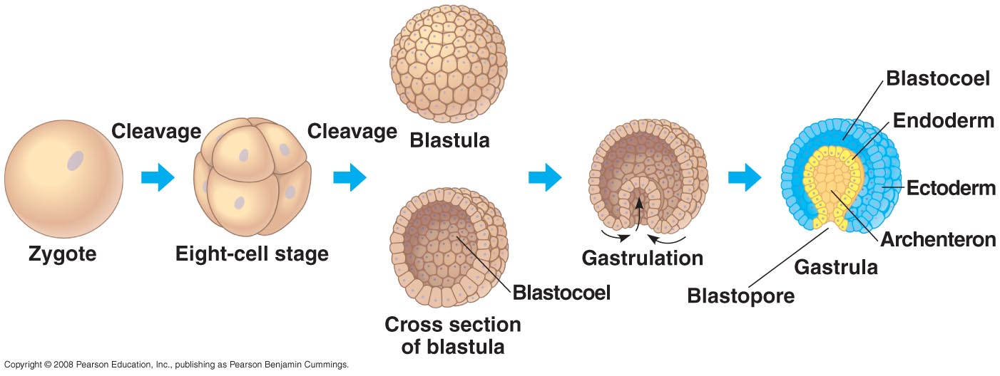 Zygote
Cleavage
Eight-cell stage
Cleavage
Blastula
Blastocoel
Cross section
of blastula
Gastrulation
Blastocoel
Endoderm
Ectoderm
Archenteron
Gastrula
Blastopore
Copyright © 2008 Pearson Education, Inc., publishing as Pearson Benjamin Cummings.